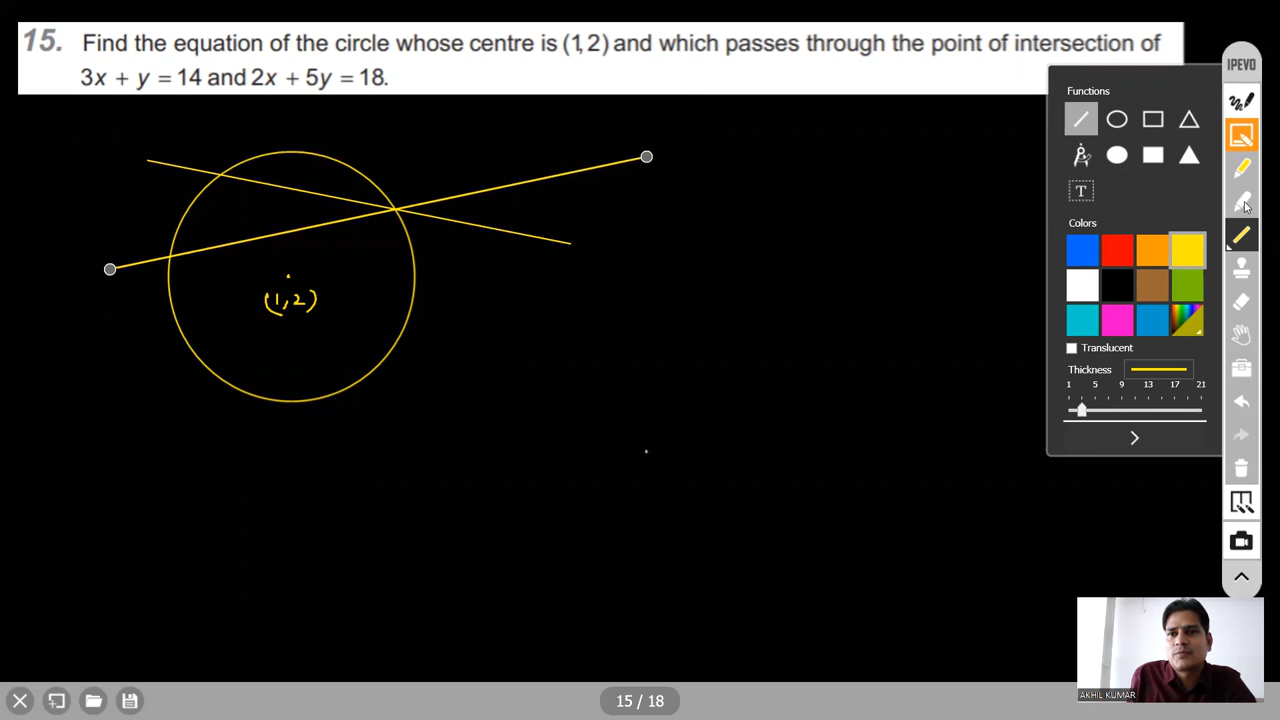 15. Find the equation of the circle whose centre is (1, 2) and which passes through the point of intersection of
3x + y = 14 and 2x + 5y = 18.
(1, 2)
IPEVO
Functions
T
Colors
Translucent
Thickness
1 5 9 13 17 21
15 / 18
AKHIL KUMAR